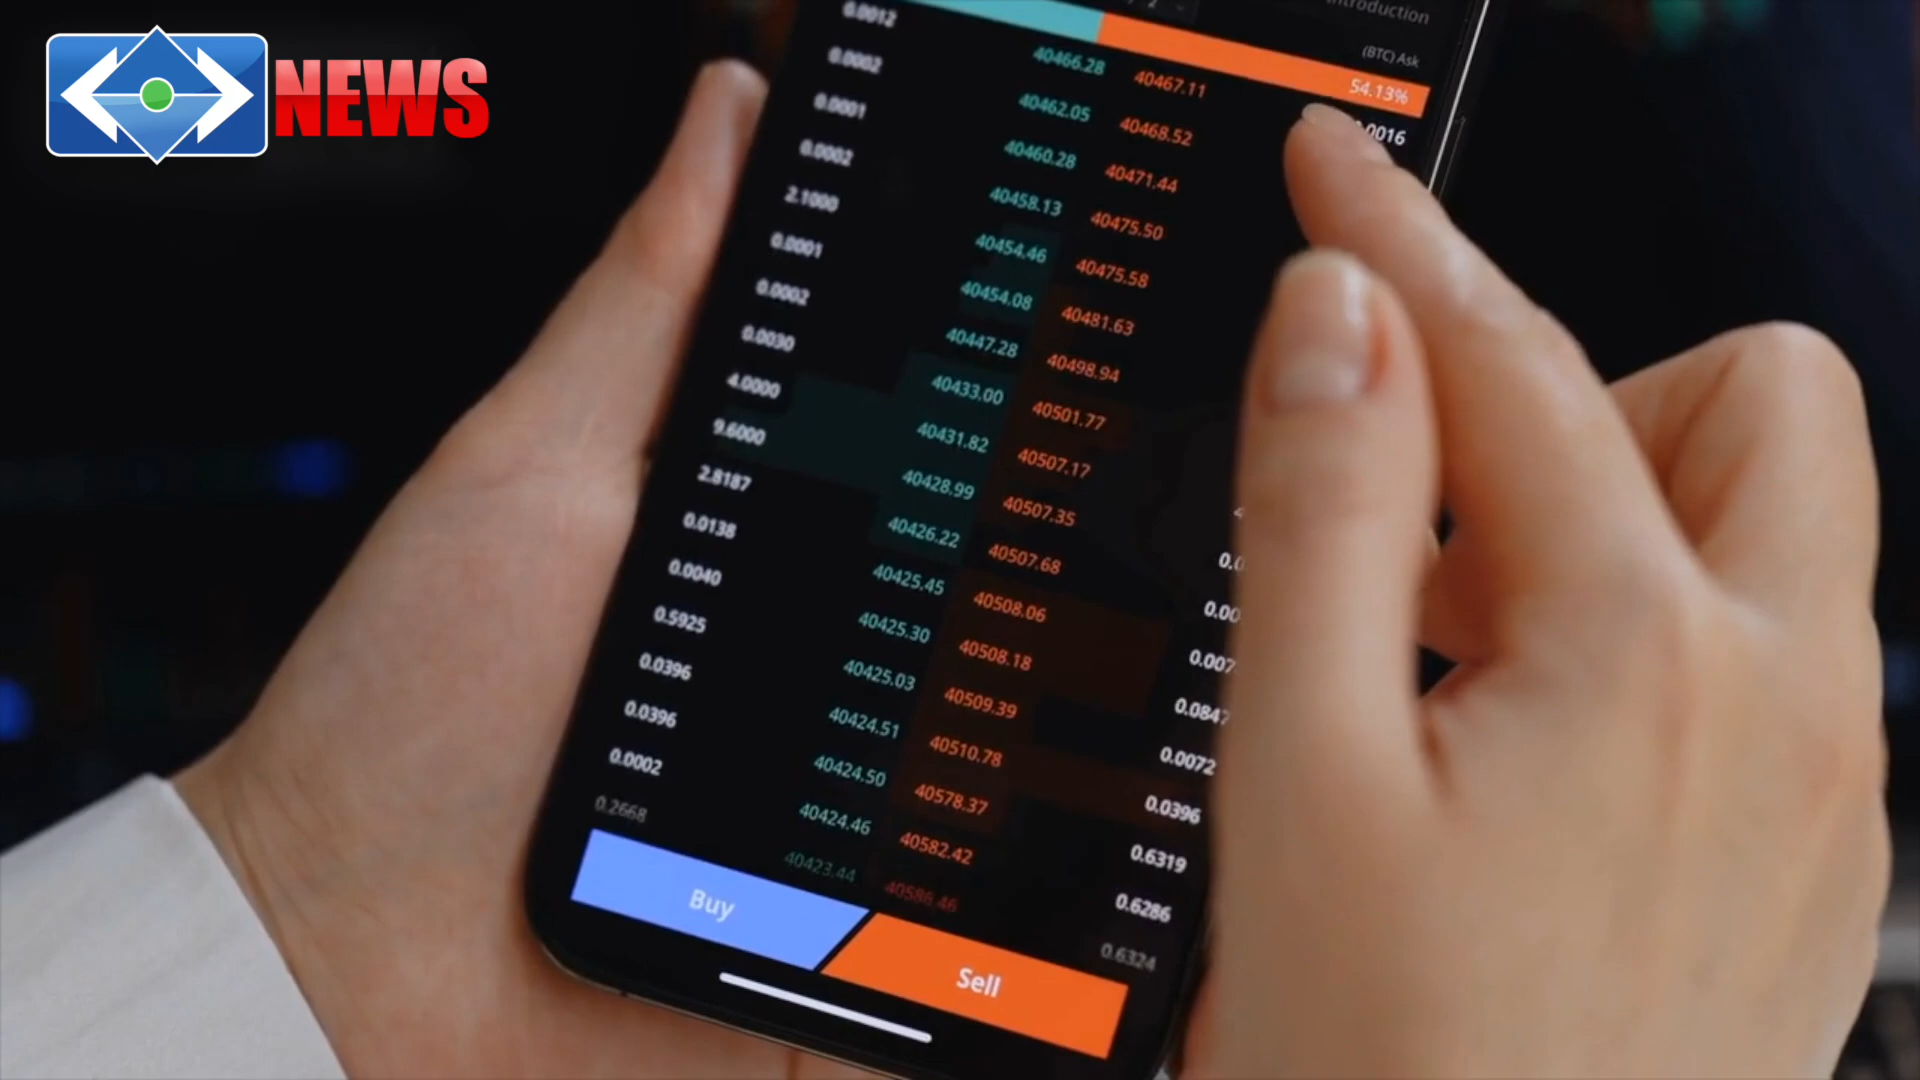 NEWS
Introduction
(BTC) Ask
54.13%
0.0012
0.0002 40466.28 40467.11 0.0016
0.0001 40462.05 40468.52
0.0002 40460.28 40471.44
2.1000 40458.13 40475.50
0.0001 40454.46 40475.58
0.0002 40454.08 40481.63
0.0030 40447.28 40498.94
4.0000 40433.00 40501.77
9.6000 40431.82 40507.17
2.8187 40428.99 40507.35
0.0138 40426.22 40507.68
0.0040 40425.45 40508.06
0.5925 40425.30 40508.18
0.0396 40425.03 40509.39
0.0396 40424.51 40510.78 0.0072
0.0002 40424.50 40578.37 0.0396
0.2668 40424.46 40582.42 0.6319
40423.44 40586.46 0.6286
0.6324
Buy
Sell